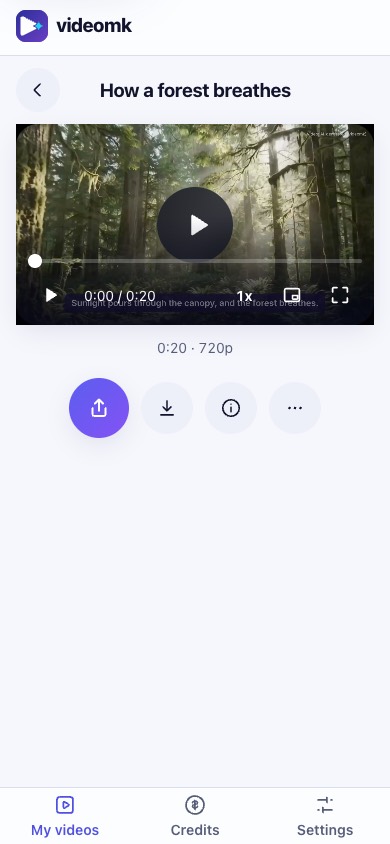 videomk
How a forest breathes
0:00 / 0:20
1x
Sunlight pours through the canopy, and the forest breathes.
0:20 · 720p
My videos
Credits
Settings